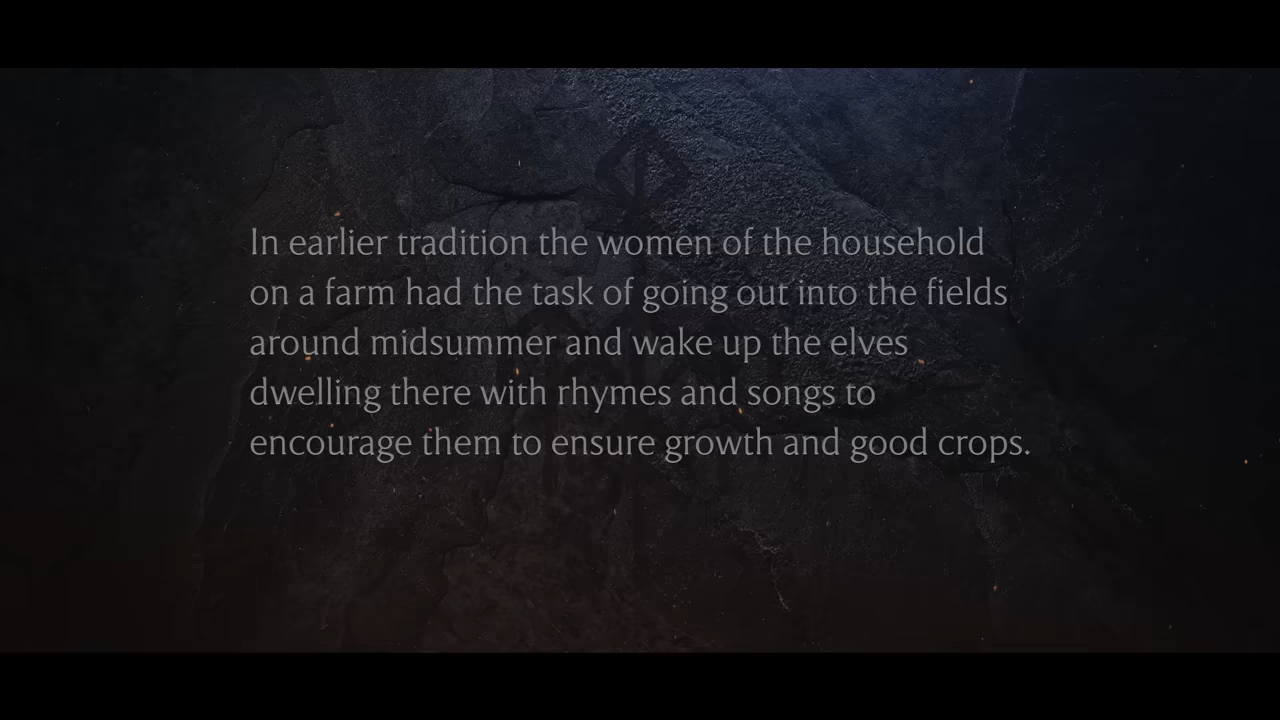 In earlier tradition the women of the household
on a farm had the task of going out into the fields
around midsummer and wake up the elves
dwelling there with rhymes and songs to
encourage them to ensure growth and good crops.